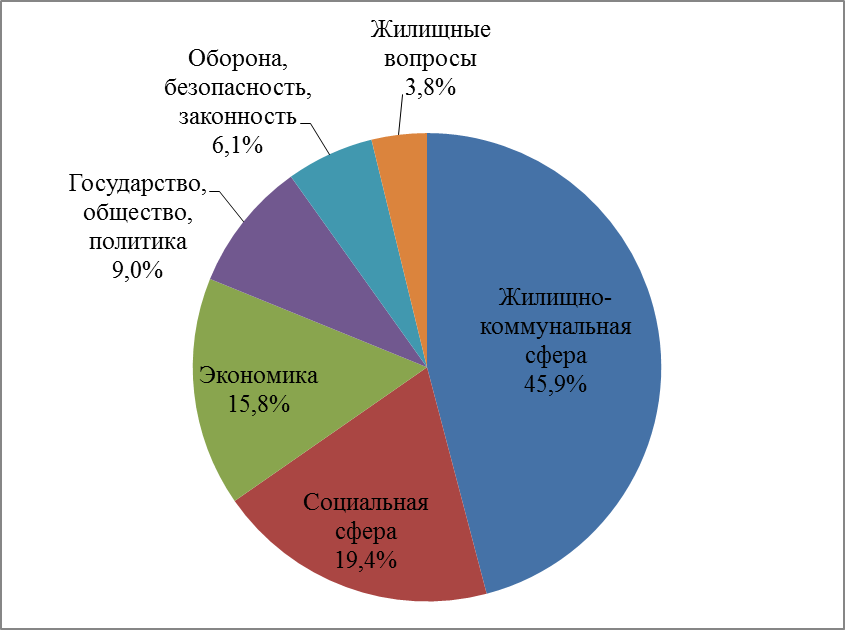 Жилищные
вопросы
3,8%
Оборона,
безопасность,
законность
6,1%
Государство,
общество,
политика
9,0%
Жилищно-
коммунальная
сфера
45,9%
Экономика
15,8%
Социальная
сфера
19,4%